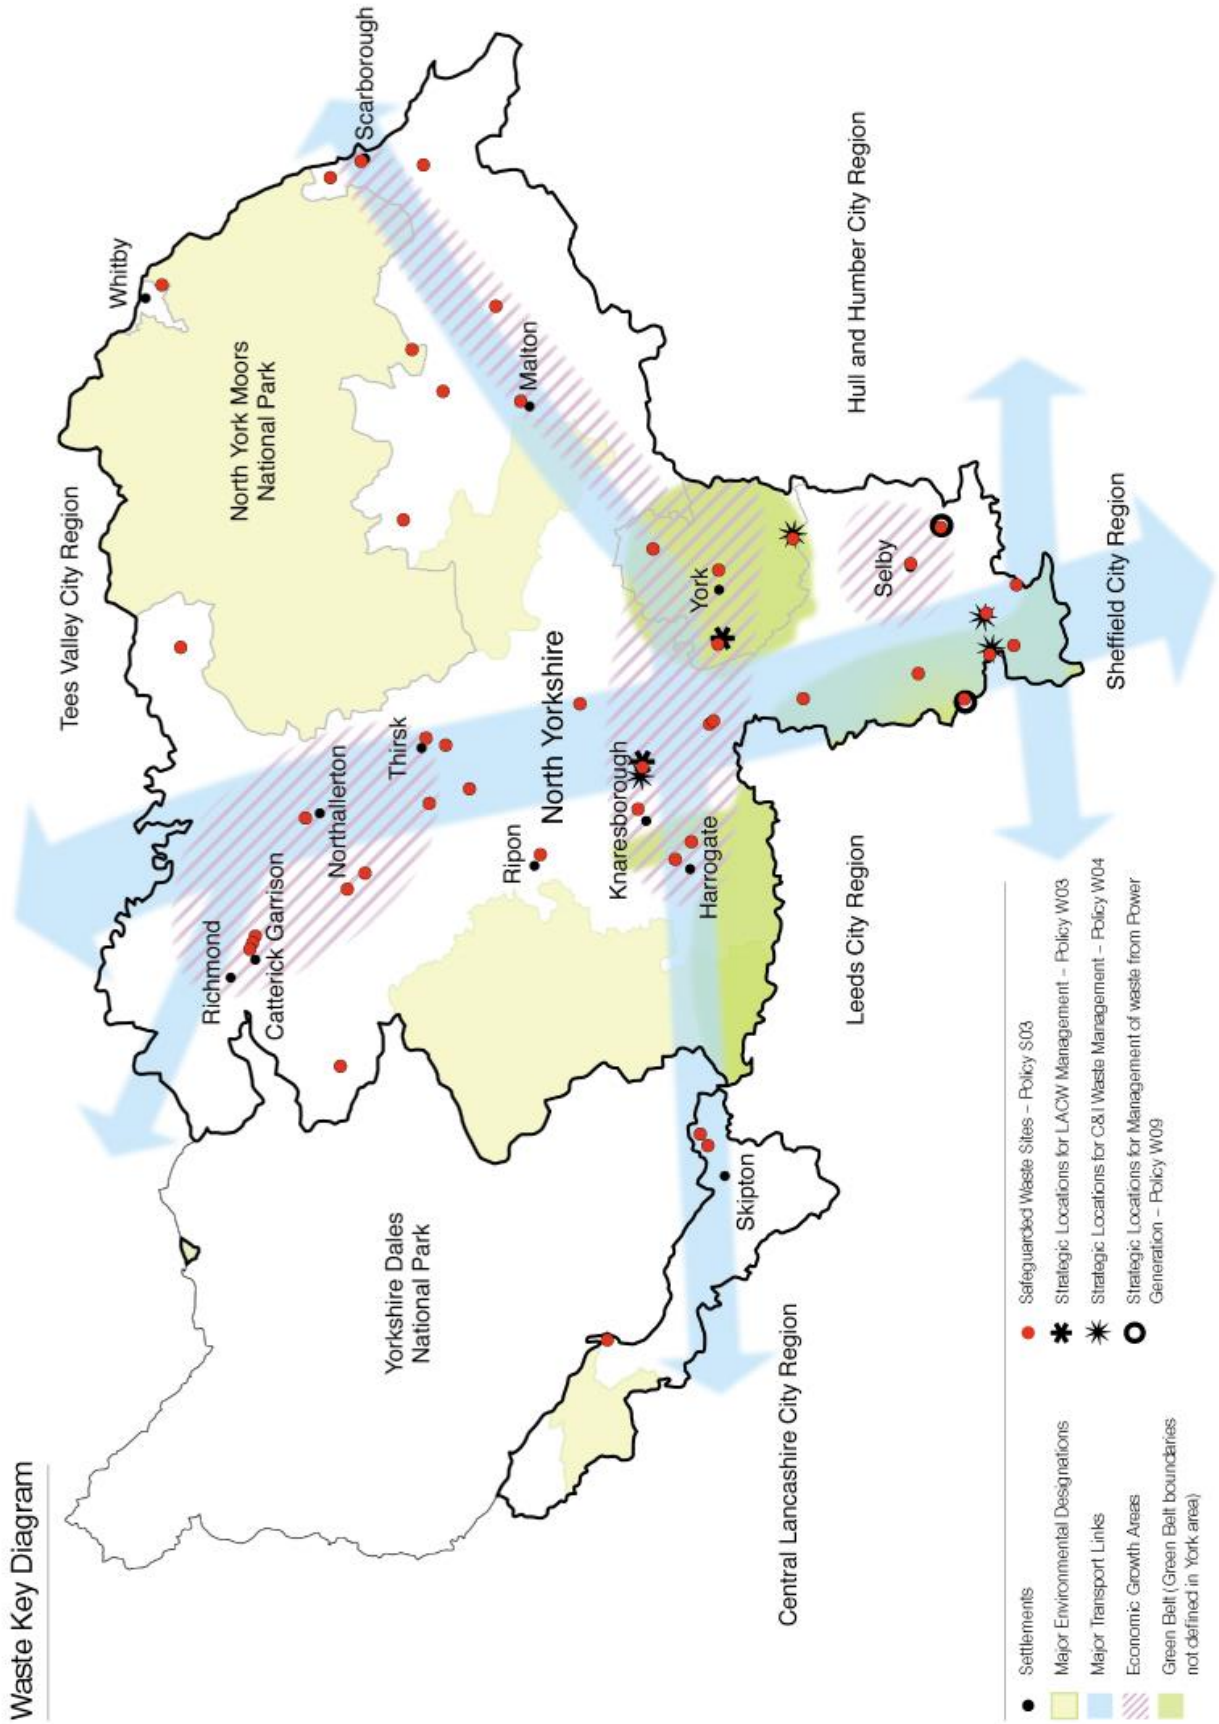 Waste Key Diagram
Tees Valley City Region
Whitby
Scarborough
North York Moors
National Park
Richmond
Catterick Garrison
Northallerton
Thirsk
Malton
Yorkshire Dales
National Park
Ripon
North Yorkshire
Knaresborough
Harrogate
York
Selby
Skipton
Hull and Humber City Region
Central Lancashire City Region
Leeds City Region
Sheffield City Region
Settlements
Major Environmental Designations
Major Transport Links
Economic Growth Areas
Green Belt (Green Belt boundaries
not defined in York area)
Safeguarded Waste Sites – Policy S03
Strategic Locations for LACW Management – Policy W03
Strategic Locations for C&I Waste Management – Policy W04
Strategic Locations for Management of waste from Power
Generation – Policy W09